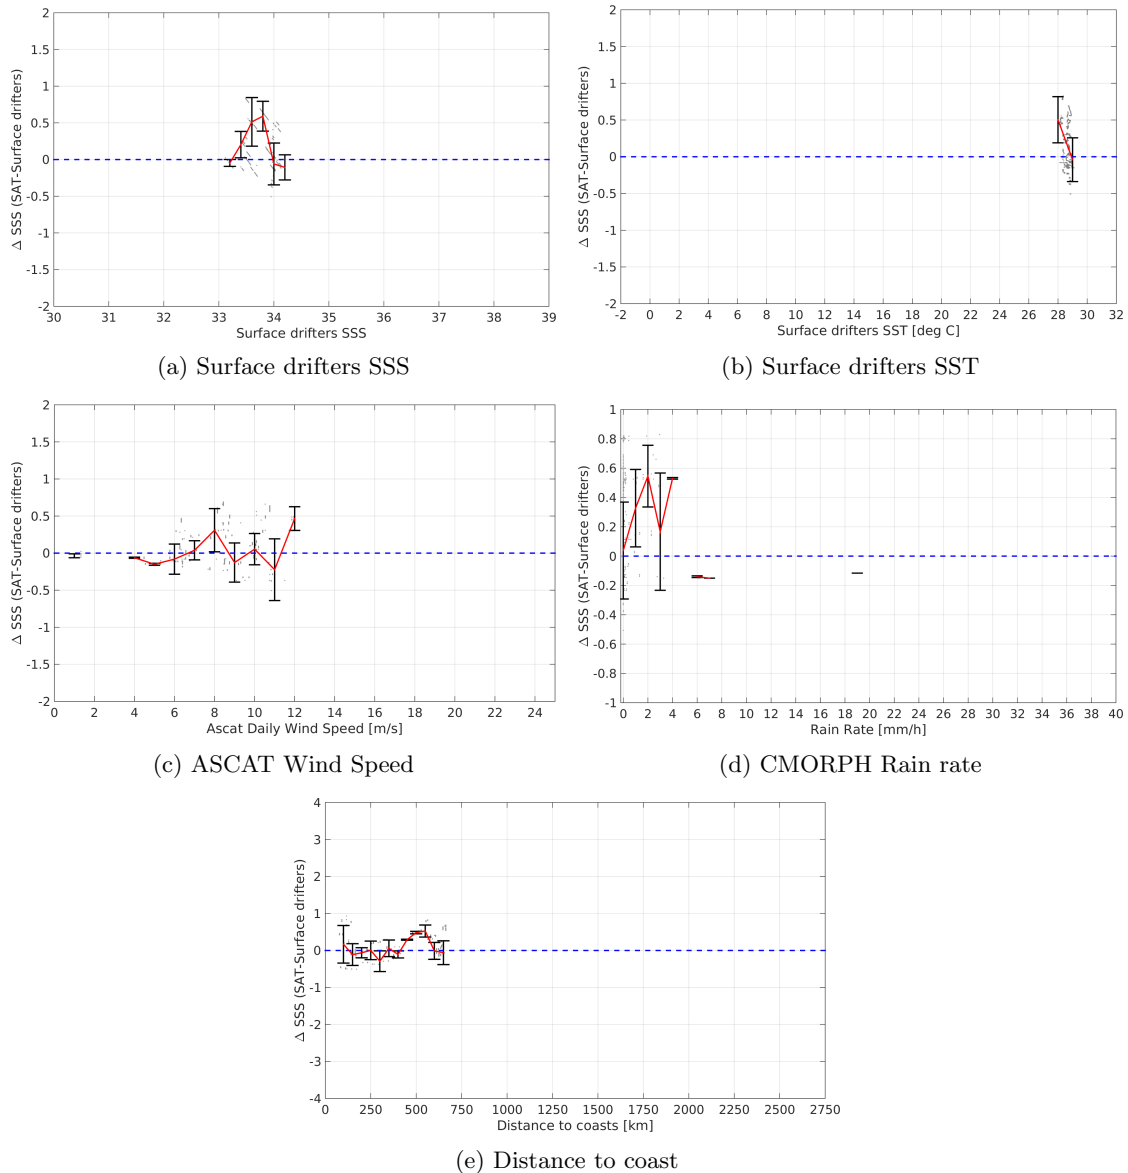 2
1.5
1
0.5
0
-0.5
-1
-1.5
-2
Δ SSS (SAT-Surface drifters)
30 31 32 33 34 35 36 37 38 39
Surface drifters SSS
(a) Surface drifters SSS
2
1.5
1
0.5
0
-0.5
-1
-1.5
-2
Δ SSS (SAT-Surface drifters)
-2 0 2 4 6 8 10 12 14 16 18 20 22 24 26 28 30 32
Surface drifters SST [deg C]
(b) Surface drifters SST
2
1.5
1
0.5
0
-0.5
-1
-1.5
-2
Δ SSS (SAT-Surface drifters)
0 2 4 6 8 10 12 14 16 18 20 22 24
Ascat Daily Wind Speed [m/s]
(c) ASCAT Wind Speed
1
0.8
0.6
0.4
0.2
0
-0.2
-0.4
-0.6
-0.8
-1
Δ SSS (SAT-Surface drifters)
0 2 4 6 8 10 12 14 16 18 20 22 24 26 28 30 32 34 36 38 40
Rain Rate [mm/h]
(d) CMORPH Rain rate
4
3
2
1
0
-1
-2
-3
-4
Δ SSS (SAT-Surface drifters)
0 250 500 750 1000 1250 1500 1750 2000 2250 2500 2750
Distance to coasts [km]
(e) Distance to coast